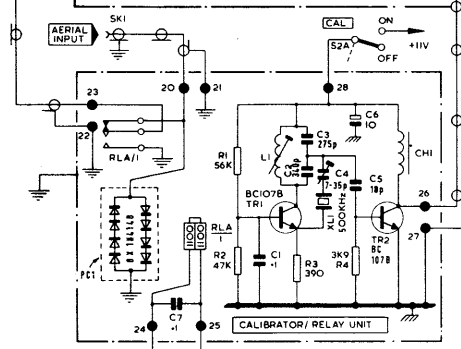 AERIAL
INPUT
SK1
CAL
ON
S2A
+11V
OFF
23
20
21
28
22
RLA/1
R1
56K
L1
C3
275p
C6
10
CH1
C4
7-35p
C5
18p
BC107B
TR1
XL1
500KHz
26
27
8 X 1N4148
PC1
RLA
1
R2
47K
C1
·1
R3
390
3K9
R4
TR2
BC
107B
C7
·1
24
25
CALIBRATOR/RELAY UNIT